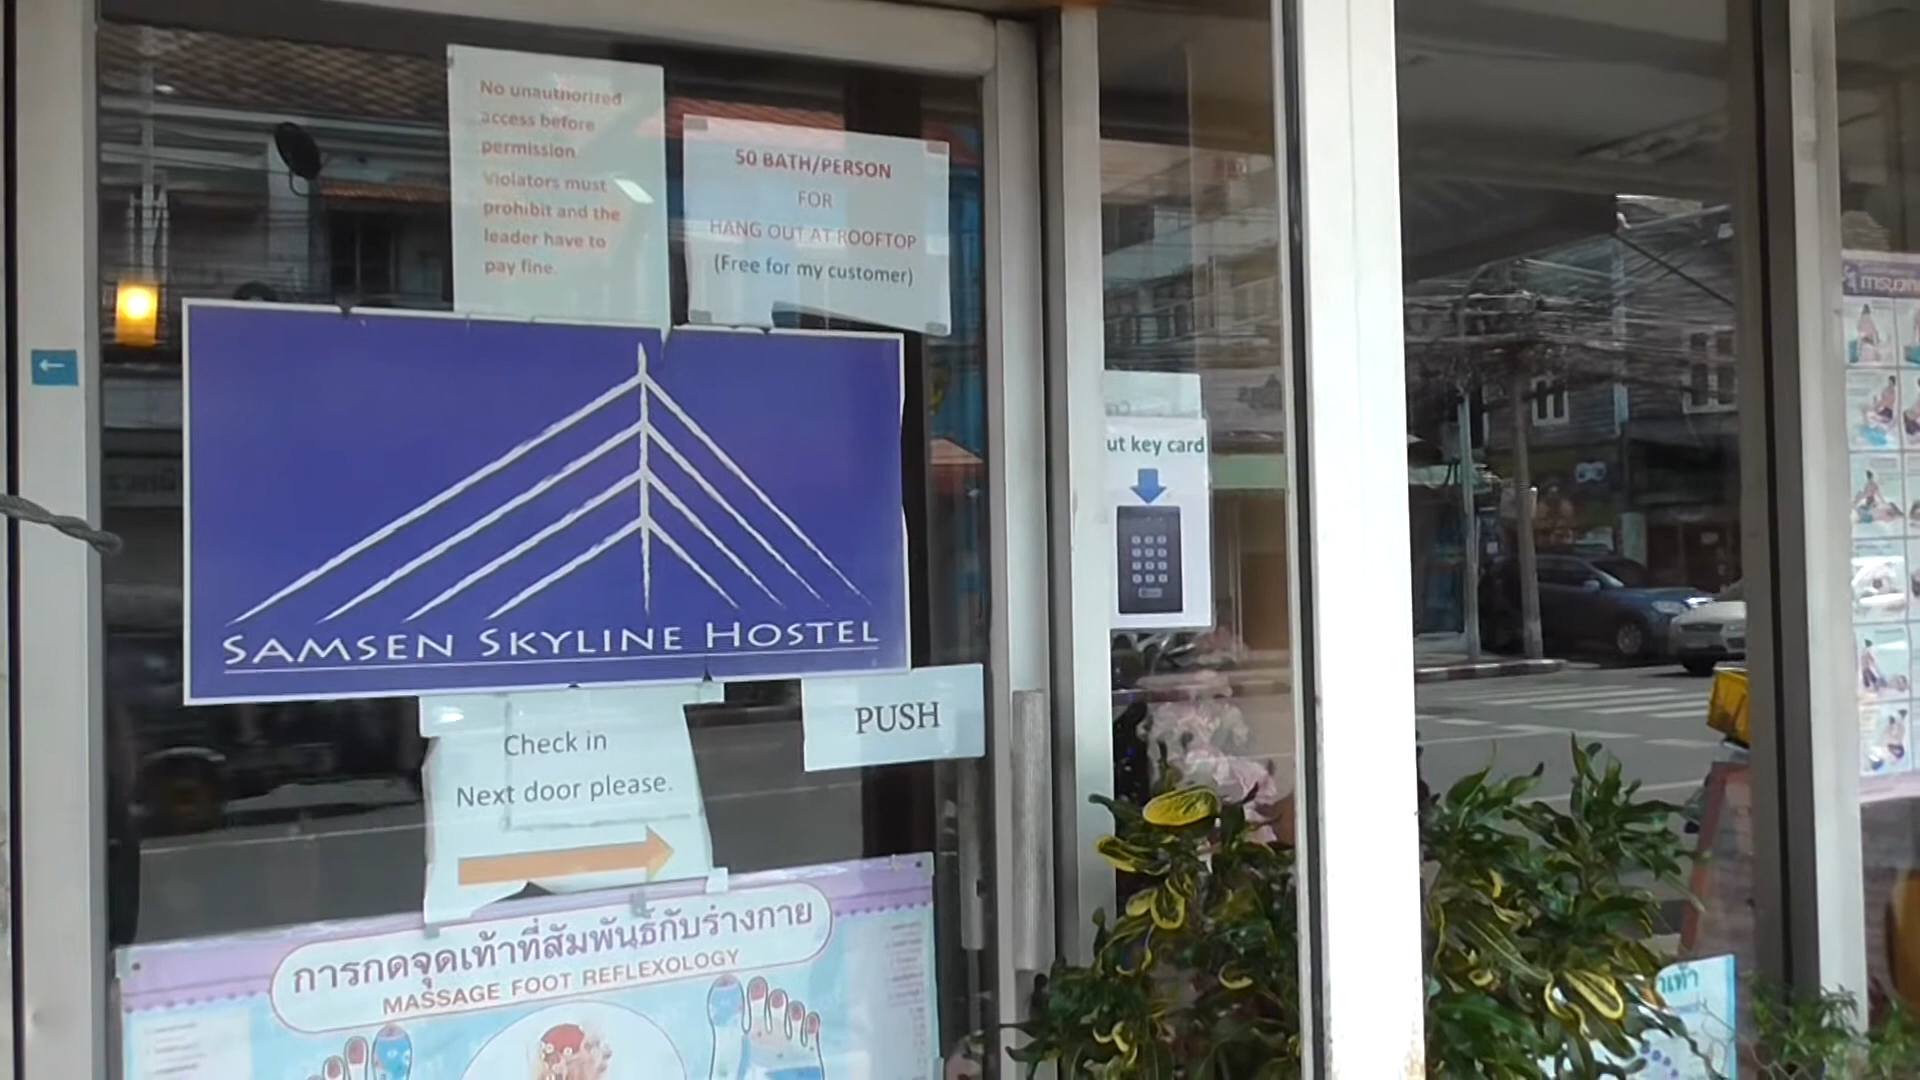 No unauthorized
access before
permission.
Violators must
prohibit and the
leader have to
pay fine.
50 BATH/PERSON
FOR
HANG OUT AT ROOFTOP
(Free for my customer)
SAMSEN SKYLINE HOSTEL
PUSH
Check in
Next door please.
ut key card
การกดจุดเท้าที่สัมพันธ์กับร่างกาย
MASSAGE FOOT REFLEXOLOGY